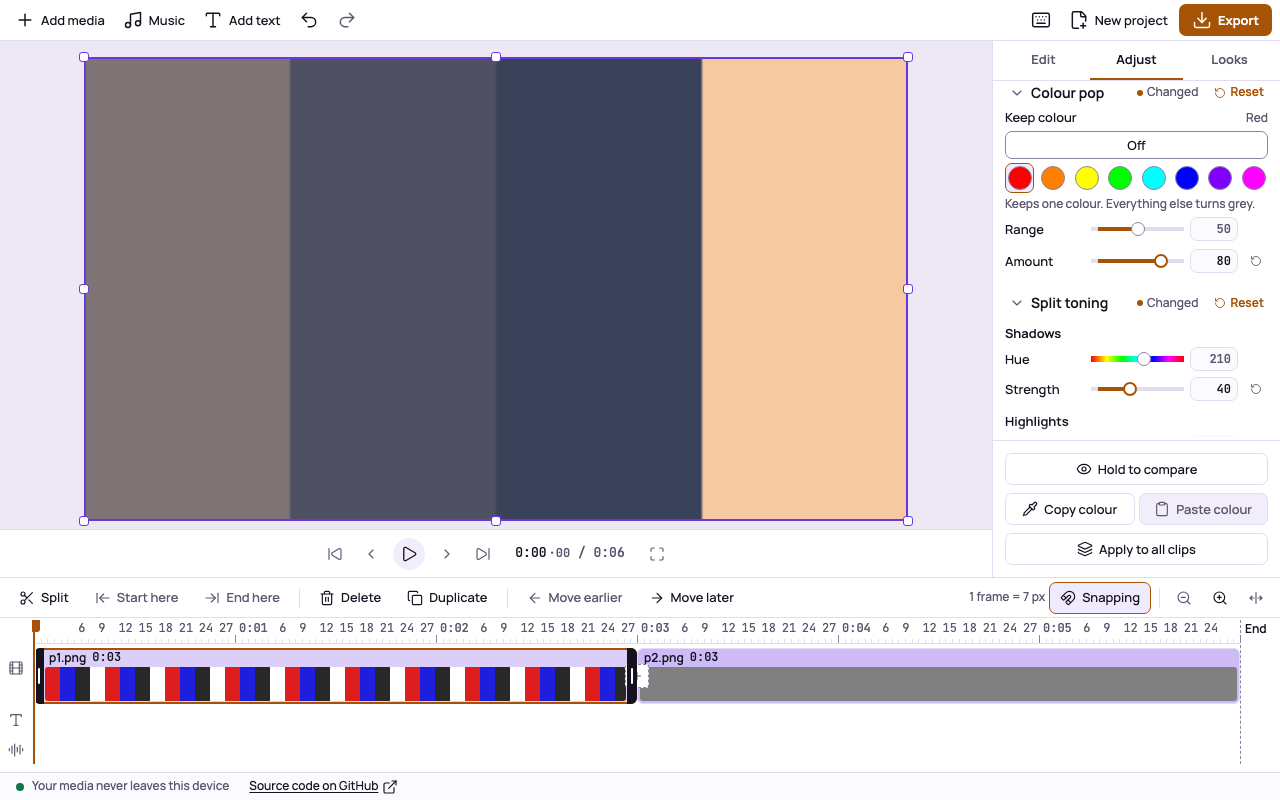 Add media
Music
Add text
New project
Export
Edit
Adjust
Looks
Colour pop
Changed
Reset
Keep colour
Red
Off
Keeps one colour. Everything else turns grey.
Range
50
Amount
80
Split toning
Changed
Reset
Shadows
Hue
210
Strength
40
Highlights
Hold to compare
Copy colour
Paste colour
Apply to all clips
0:00·00 / 0:06
Split
Start here
End here
Delete
Duplicate
Move earlier
Move later
1 frame = 7 px
Snapping
6 9 12 15 18 21 24 27 0:01 6 9 12 15 18 21 24 27 0:02 6 9 12 15 18 21 24 27 0:03 6 9 12 15 18 21 24 27 0:04 6 9 12 15 18 21 24 27 0:05 6 9 12 15 18 21 24 End
p1.png 0:03
p2.png 0:03
Your media never leaves this device
Source code on GitHub